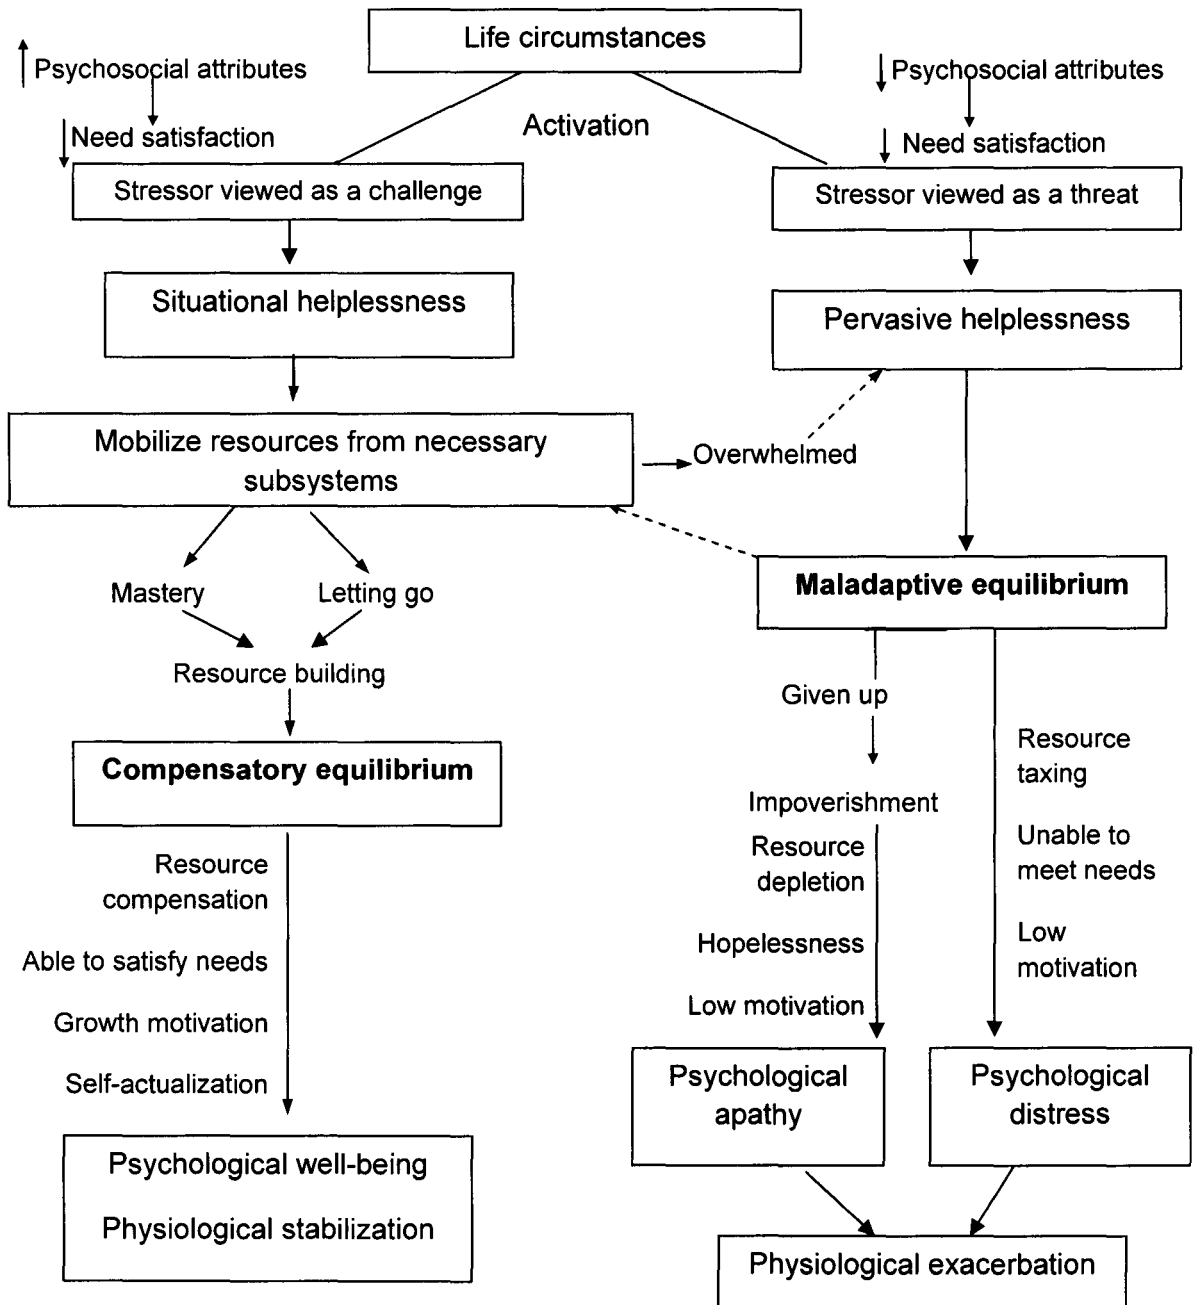 Life circumstances
Psychosocial attributes
Psychosocial attributes
Activation
Need satisfaction
Need satisfaction
Stressor viewed as a challenge
Stressor viewed as a threat
Situational helplessness
Pervasive helplessness
Mobilize resources from necessary
subsystems
Overwhelmed
Mastery
Letting go
Maladaptive equilibrium
Resource building
Given up
Compensatory equilibrium
Resource
taxing
Impoverishment
Resource
depletion
Unable to
meet needs
Resource
compensation
Hopelessness
Low
motivation
Able to satisfy needs
Low motivation
Growth motivation
Self-actualization
Psychological
apathy
Psychological
distress
Psychological well-being
Physiological stabilization
Physiological exacerbation